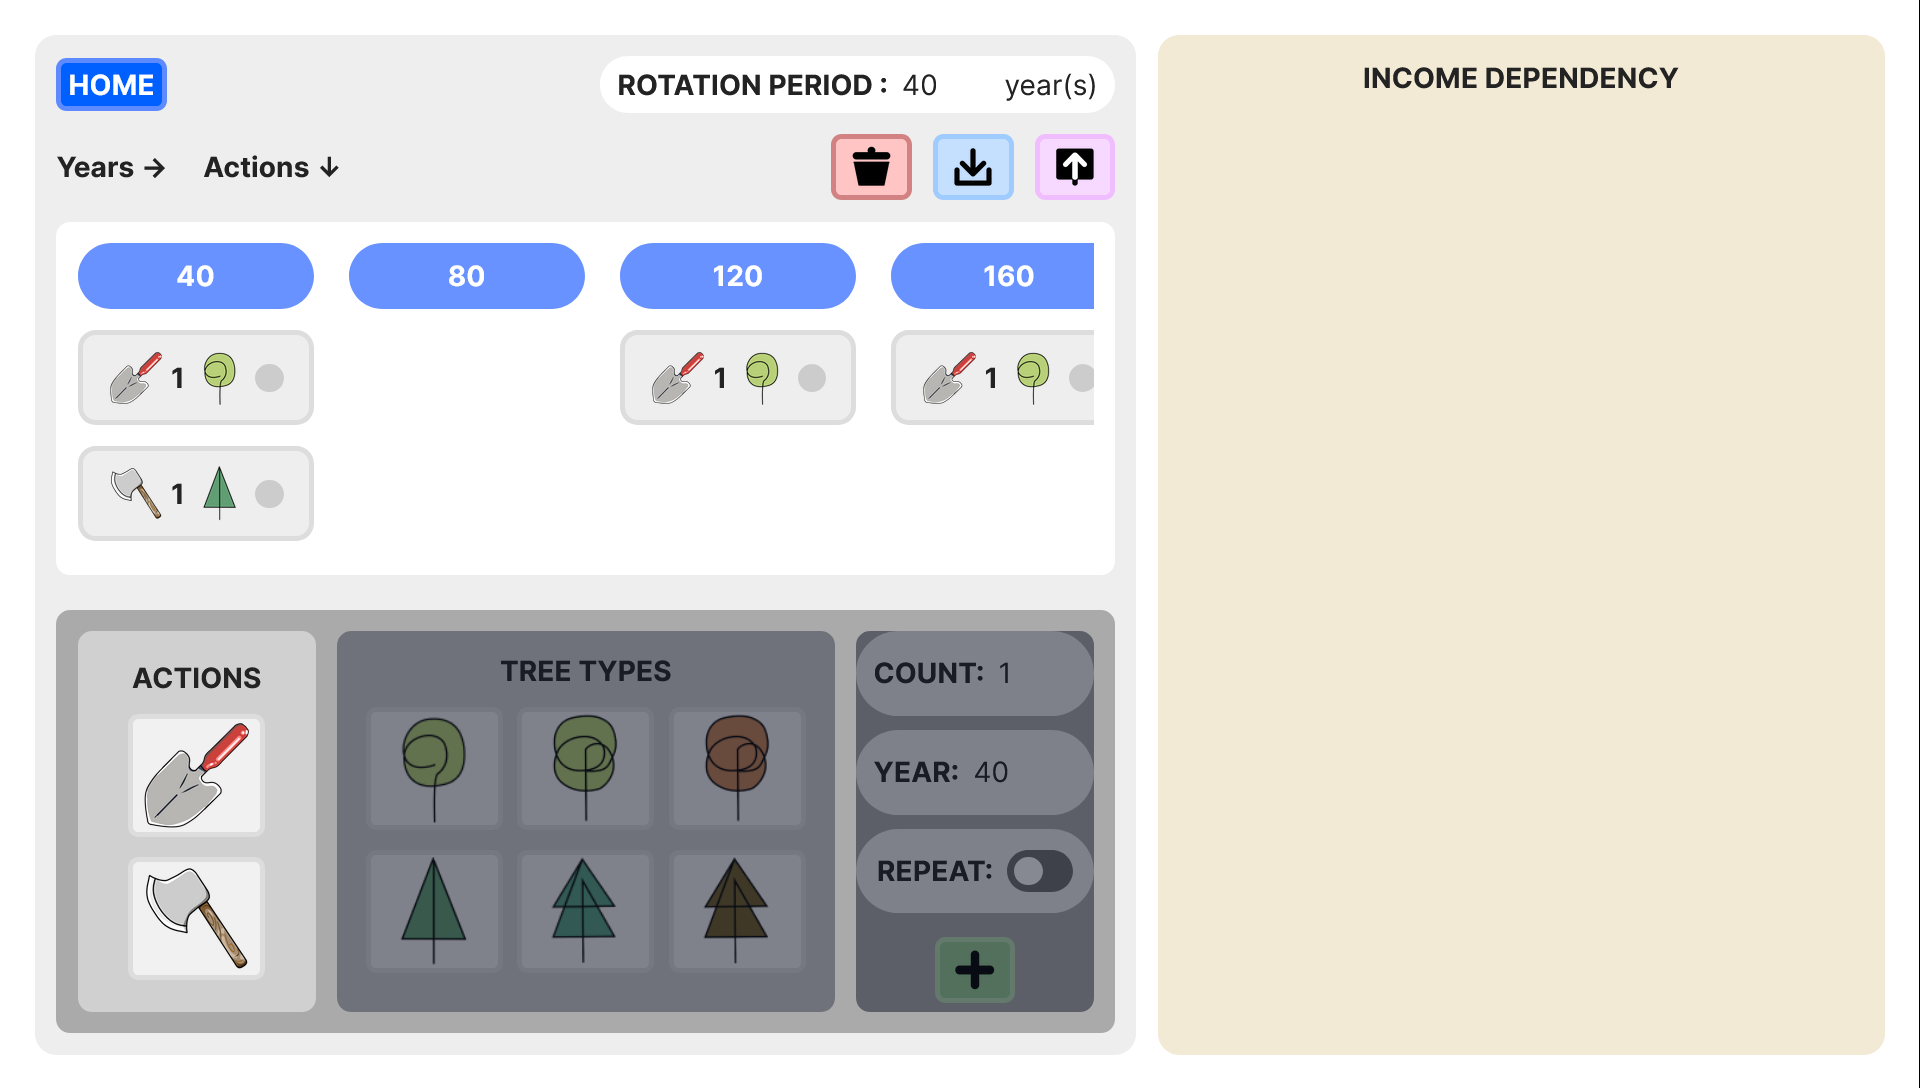 HOME
ROTATION PERIOD : 40 year(s)
Years → Actions ↓
40 80 120 160
1 1 1
1
ACTIONS
TREE TYPES
COUNT: 1
YEAR: 40
REPEAT:
INCOME DEPENDENCY